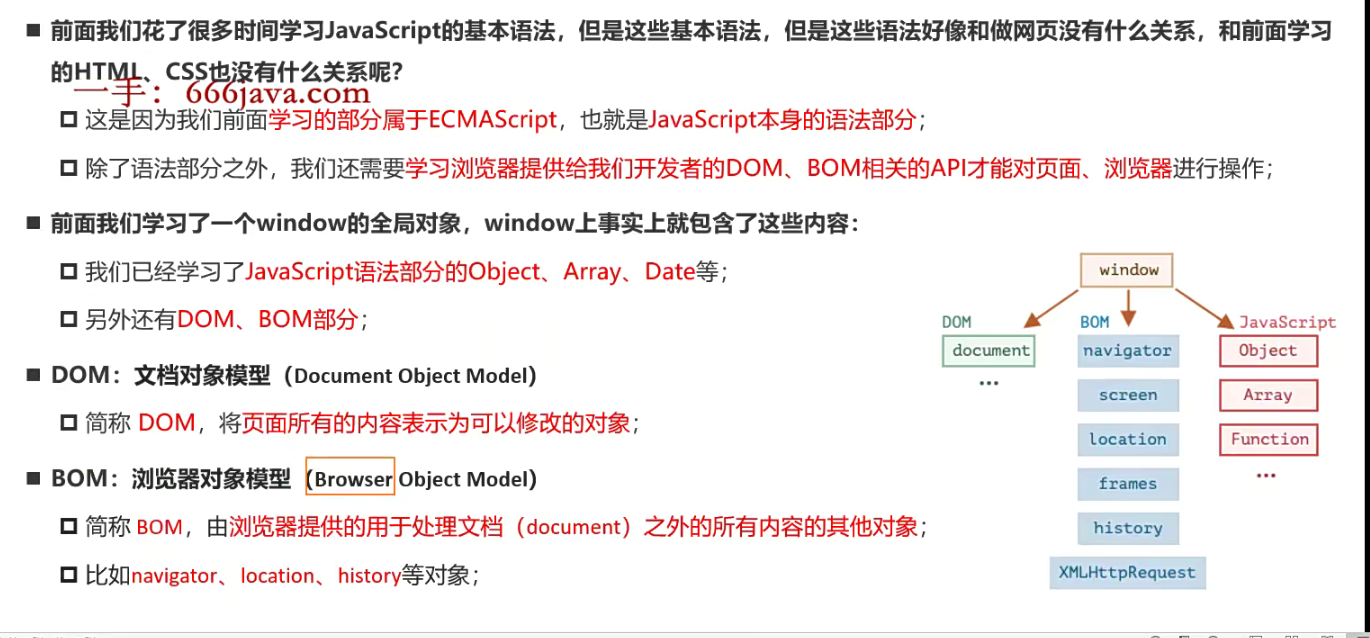 前面我们花了很多时间学习JavaScript的基本语法，但是这些基本语法，但是这些语法好像和做网页没有什么关系，和前面学习
的HTML、CSS也没有什么关系呢？
一手：666java.com
这是因为我们前面学习的部分属于ECMAScript，也就是JavaScript本身的语法部分；
除了语法部分之外，我们还需要学习浏览器提供给我们开发者的DOM、BOM相关的API才能对页面、浏览器进行操作；
前面我们学习了一个window的全局对象，window上事实上就包含了这些内容：
我们已经学习了JavaScript语法部分的Object、Array、Date等；
另外还有DOM、BOM部分；
DOM：文档对象模型（Document Object Model）
简称 DOM，将页面所有的内容表示为可以修改的对象；
BOM：浏览器对象模型（Browser Object Model）
简称 BOM，由浏览器提供的用于处理文档（document）之外的所有内容的其他对象；
比如navigator、location、history等对象；
window
DOM
BOM
JavaScript
document
navigator
Object
...
screen
Array
location
Function
frames
...
history
XMLHttpRequest